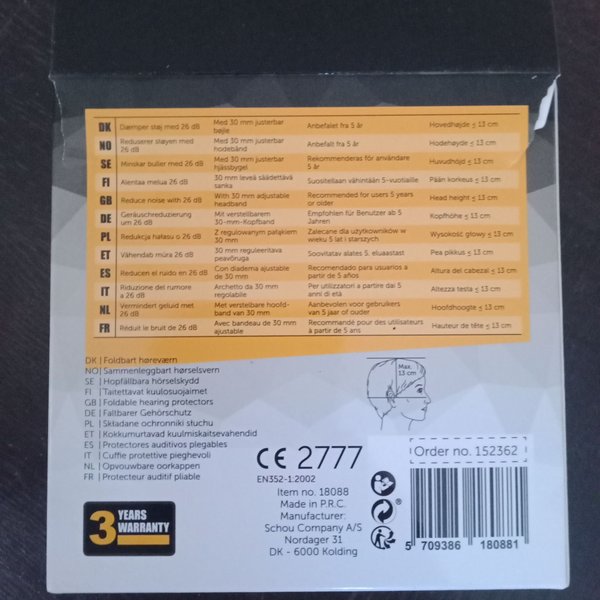 DK Dæmper støj med 26 dB Med 30 mm justerbar bøjle Anbefalet fra 5 år Hovedhøjde ≤ 13 cm
NO Reduserer støyen med 26 dB Med 30 mm justerbar hodebånd Anbefalt fra 5 år Hodehøyde ≤ 13 cm
SE Minskar buller med 26 dB Med 30 mm justerbar hjässbygel Rekommenderas för användare 5 år Huvudhöjd ≤ 13 cm
FI Alentaa melua 26 dB 30 mm leveä säädettävä sanka Suositellaan vähintään 5-vuotiaille Pään korkeus ≤ 13 cm
GB Reduce noise with 26 dB With 30 mm adjustable headband Recommended for users 5 years or older Head height ≤ 13 cm
DE Geräuschreduzierung um 26 dB Mit verstellbarem 30-mm-Kopfband Empfohlen für Benutzer ab 5 Jahren Kopfhöhe ≤ 13 cm
PL Redukcja hałasu o 26 dB Z regulowanym pałąkiem 30 mm Zalecane dla użytkowników w wieku 5 lat i starszych Wysokość głowy ≤ 13 cm
ET Vähendab müra 26 dB 30 mm reguleeritava peavõruga Soovitatav alates 5. eluaastast Pea pikkus ≤ 13 cm
ES Reducen el ruido en 26 dB Con diadema ajustable de 30 mm Recomendado para usuarios a partir de 5 años Altura del cabezal ≤ 13 cm
IT Riduzione del rumore a 26 dB Archetto da 30 mm regolabile Per utilizzatori a partire dai 5 anni di età Altezza testa ≤ 13 cm
NL Vermindert geluid met 26 dB Met verstelbare hoofdband van 30 mm Aanbevolen voor gebruikers van 5 jaar of ouder Hoofdhoogte ≤ 13 cm
FR Réduit le bruit de 26 dB Avec bandeau de 30 mm ajustable Recommandé pour des utilisateurs à partir de 5 ans Hauteur de tête ≤ 13 cm
DK | Foldbart høreværn
NO | Sammenleggbart hørselsvern
SE | Hopfällbara hörselskydd
FI | Taitettavat kuulosuojaimet
GB | Foldable hearing protectors
DE | Faltbarer Gehörschutz
PL | Składane ochronniki słuchu
ET | Kokkumurtavad kuulmiskaitsevahendid
ES | Protectores auditivos plegables
IT | Cuffie protettive pieghevoli
NL | Opvouwbare oorkappen
FR | Protecteur auditif pliable
Max.
13 cm
3 YEARS
WARRANTY
CE 2777
EN352-1:2002
Item no. 18088
Made in P.R.C.
Manufacturer:
Schou Company A/S
Nordager 31
DK - 6000 Kolding
Order no. 152362
5 709386 180881